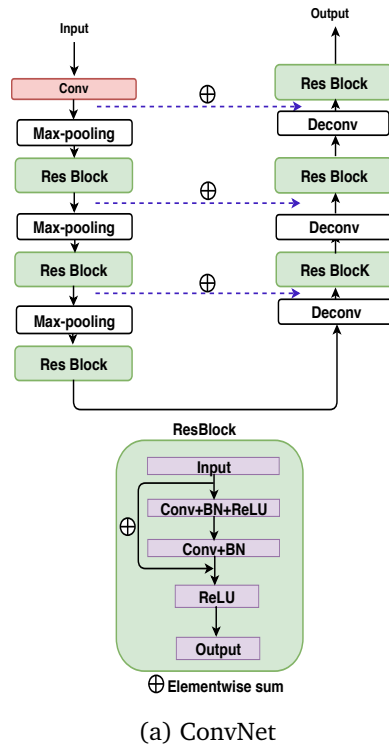 Input
Conv
⊕
Max-pooling
Res Block
⊕
Max-pooling
Res Block
⊕
Max-pooling
Res Block
Output
Res Block
Deconv
Res Block
Deconv
Res BlocK
Deconv
ResBlock
Input
Conv+BN+ReLU
⊕
Conv+BN
ReLU
Output
⊕ Elementwise sum
(a) ConvNet